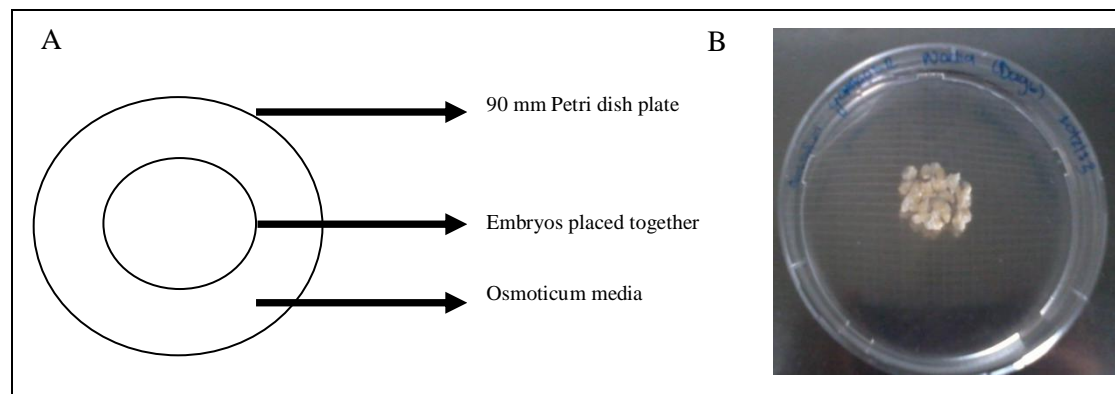 A
B
90 mm Petri dish plate
Embryos placed together
Osmoticum media